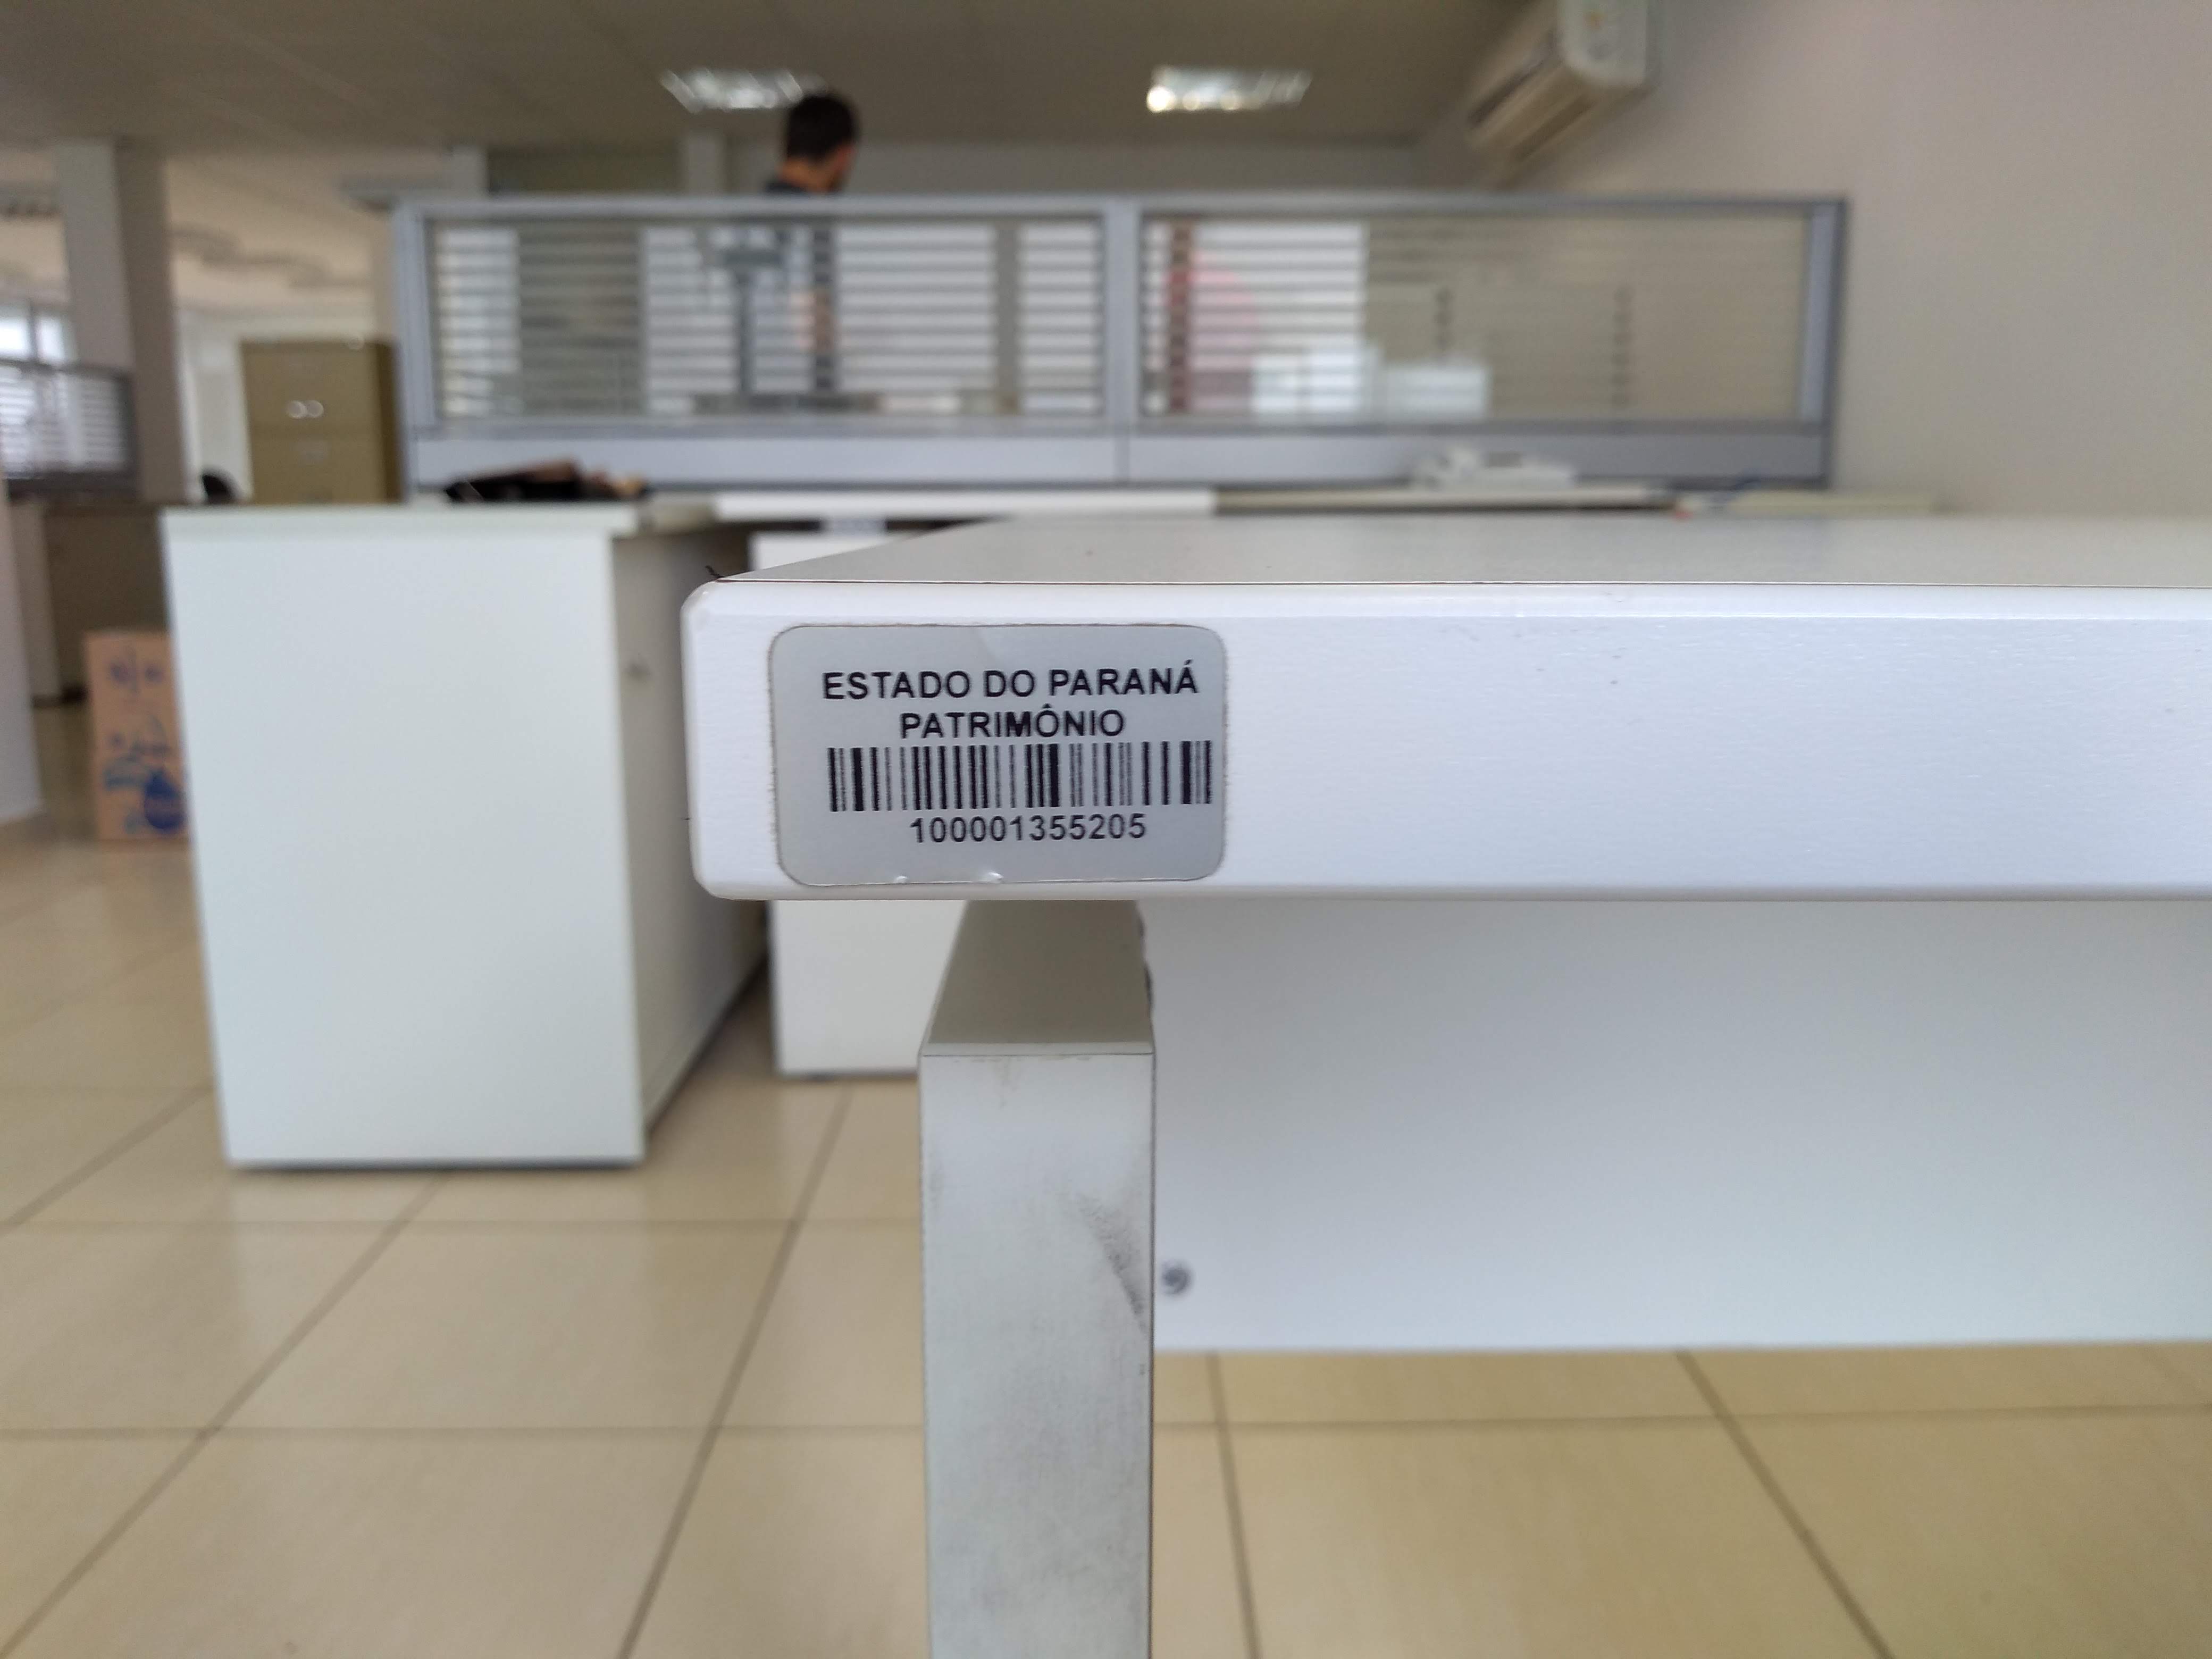 ESTADO DO PARANÁ
PATRIMÔNIO
100001355205